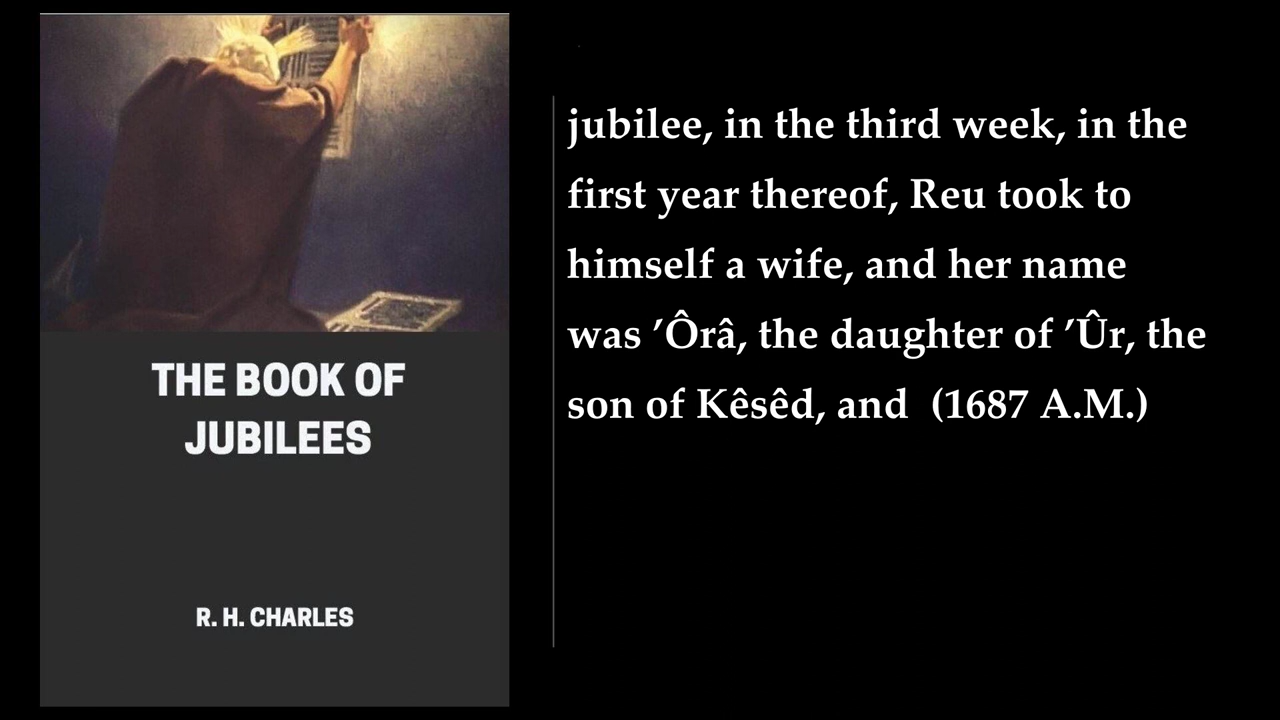 THE BOOK OF
JUBILEES
R. H. CHARLES
jubilee, in the third week, in the
first year thereof, Reu took to
himself a wife, and her name
was ’Ôrâ, the daughter of ’Ûr, the
son of Kêsêd, and  (1687 A.M.)